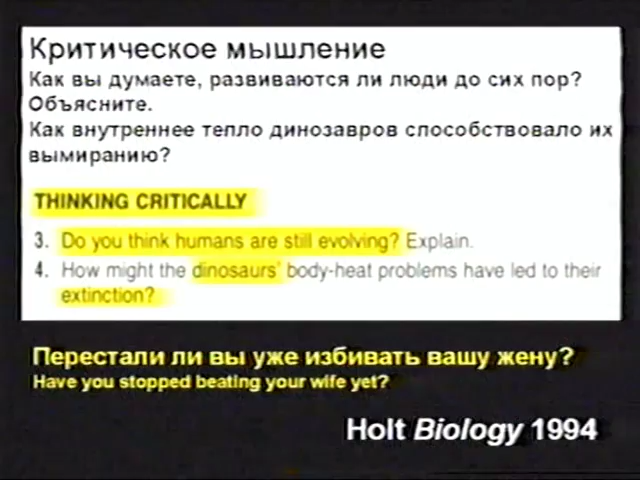 Критическое мышление
Как вы думаете, развиваются ли люди до сих пор?
Объясните.
Как внутреннее тепло динозавров способствовало их
вымиранию?
THINKING CRITICALLY
3. Do you think humans are still evolving? Explain.
4. How might the dinosaurs' body-heat problems have led to their
extinction?
Перестали ли вы уже избивать вашу жену?
Have you stopped beating your wife yet?
Holt Biology 1994